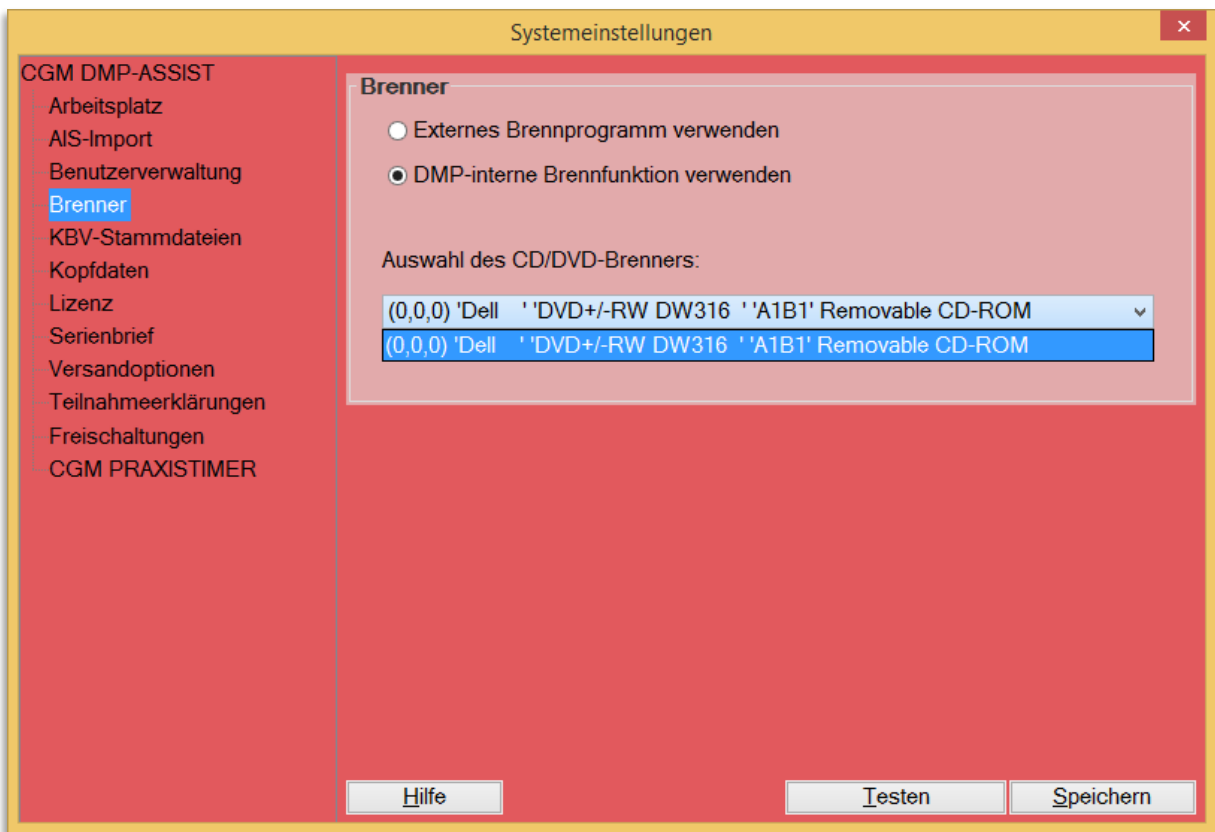 Systemeinstellungen
CGM DMP-ASSIST
Arbeitsplatz
AIS-Import
Benutzerverwaltung
Brenner
KBV-Stammdateien
Kopfdaten
Lizenz
Serienbrief
Versandoptionen
Teilnahmeerklärungen
Freischaltungen
CGM PRAXISTIMER
Brenner
Externes Brennprogramm verwenden
DMP-interne Brennfunktion verwenden
Auswahl des CD/DVD-Brenners:
(0,0,0) 'Dell    ' 'DVD+/-RW DW316  ' 'A1B1' Removable CD-ROM
(0,0,0) 'Dell    ' 'DVD+/-RW DW316  ' 'A1B1' Removable CD-ROM
Hilfe
Testen
Speichern